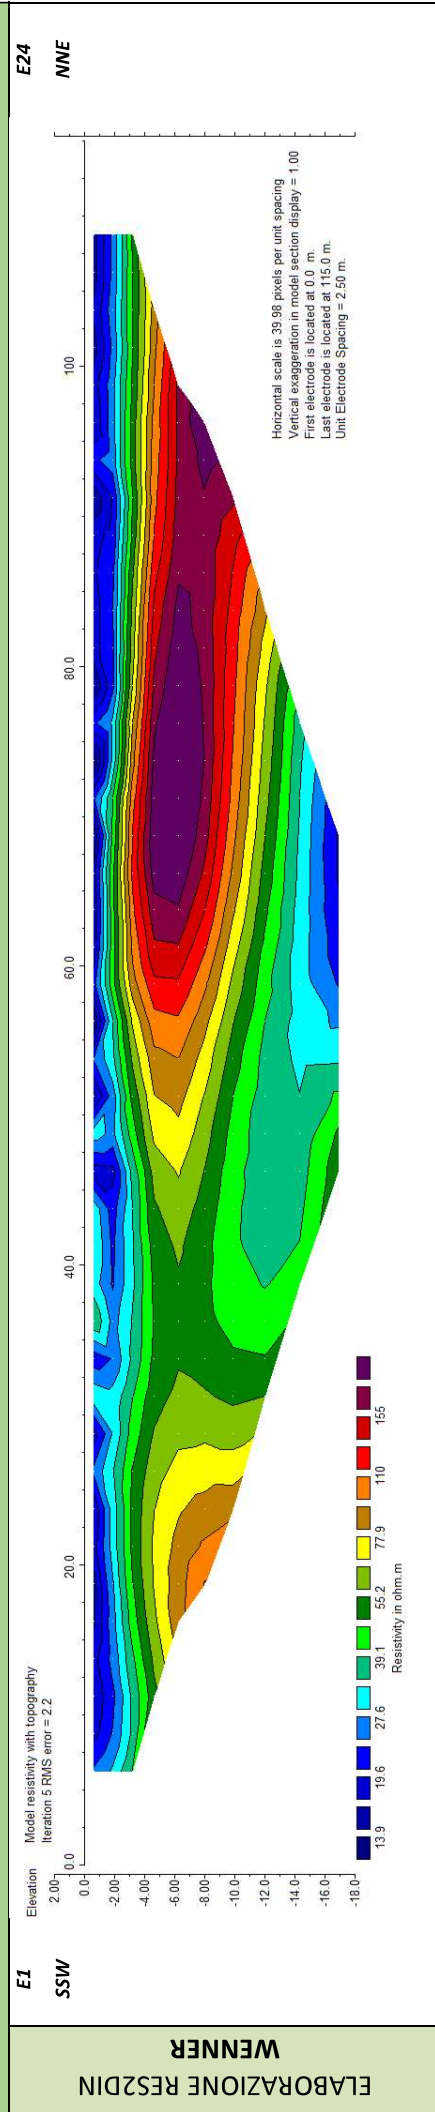 ELABORAZIONE RES2DIN
WENNER
E1
SSW
E24
NNE
Elevation
Model resistivity with topography
Iteration 5 RMS error = 2.2
0.0
20.0
40.0
60.0
80.0
100
2.00
0.0
-2.00
-4.00
-6.00
-8.00
-10.0
-12.0
-14.0
-16.0
-18.0
Horizontal scale is 39.98 pixels per unit spacing
Vertical exaggeration in model section display = 1.00
First electrode is located at 0.0 m.
Last electrode is located at 115.0 m.
Unit Electrode Spacing = 2.50 m.
13.9
19.6
27.6
39.1
55.2
77.9
110
155
Resistivity in ohm.m